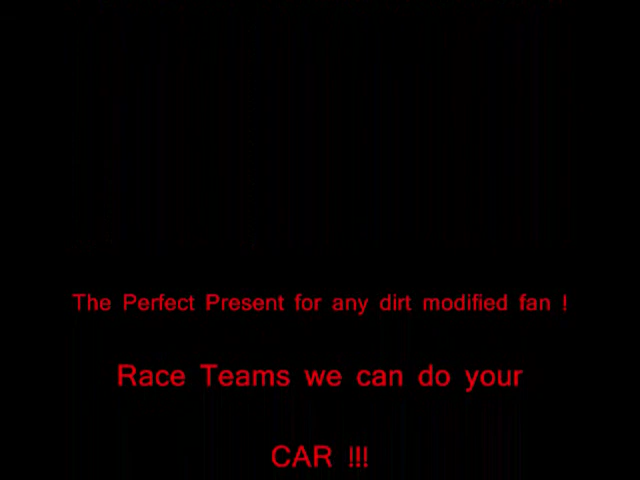 The Perfect Present for any dirt modified fan !
Race Teams we can do your
CAR !!!